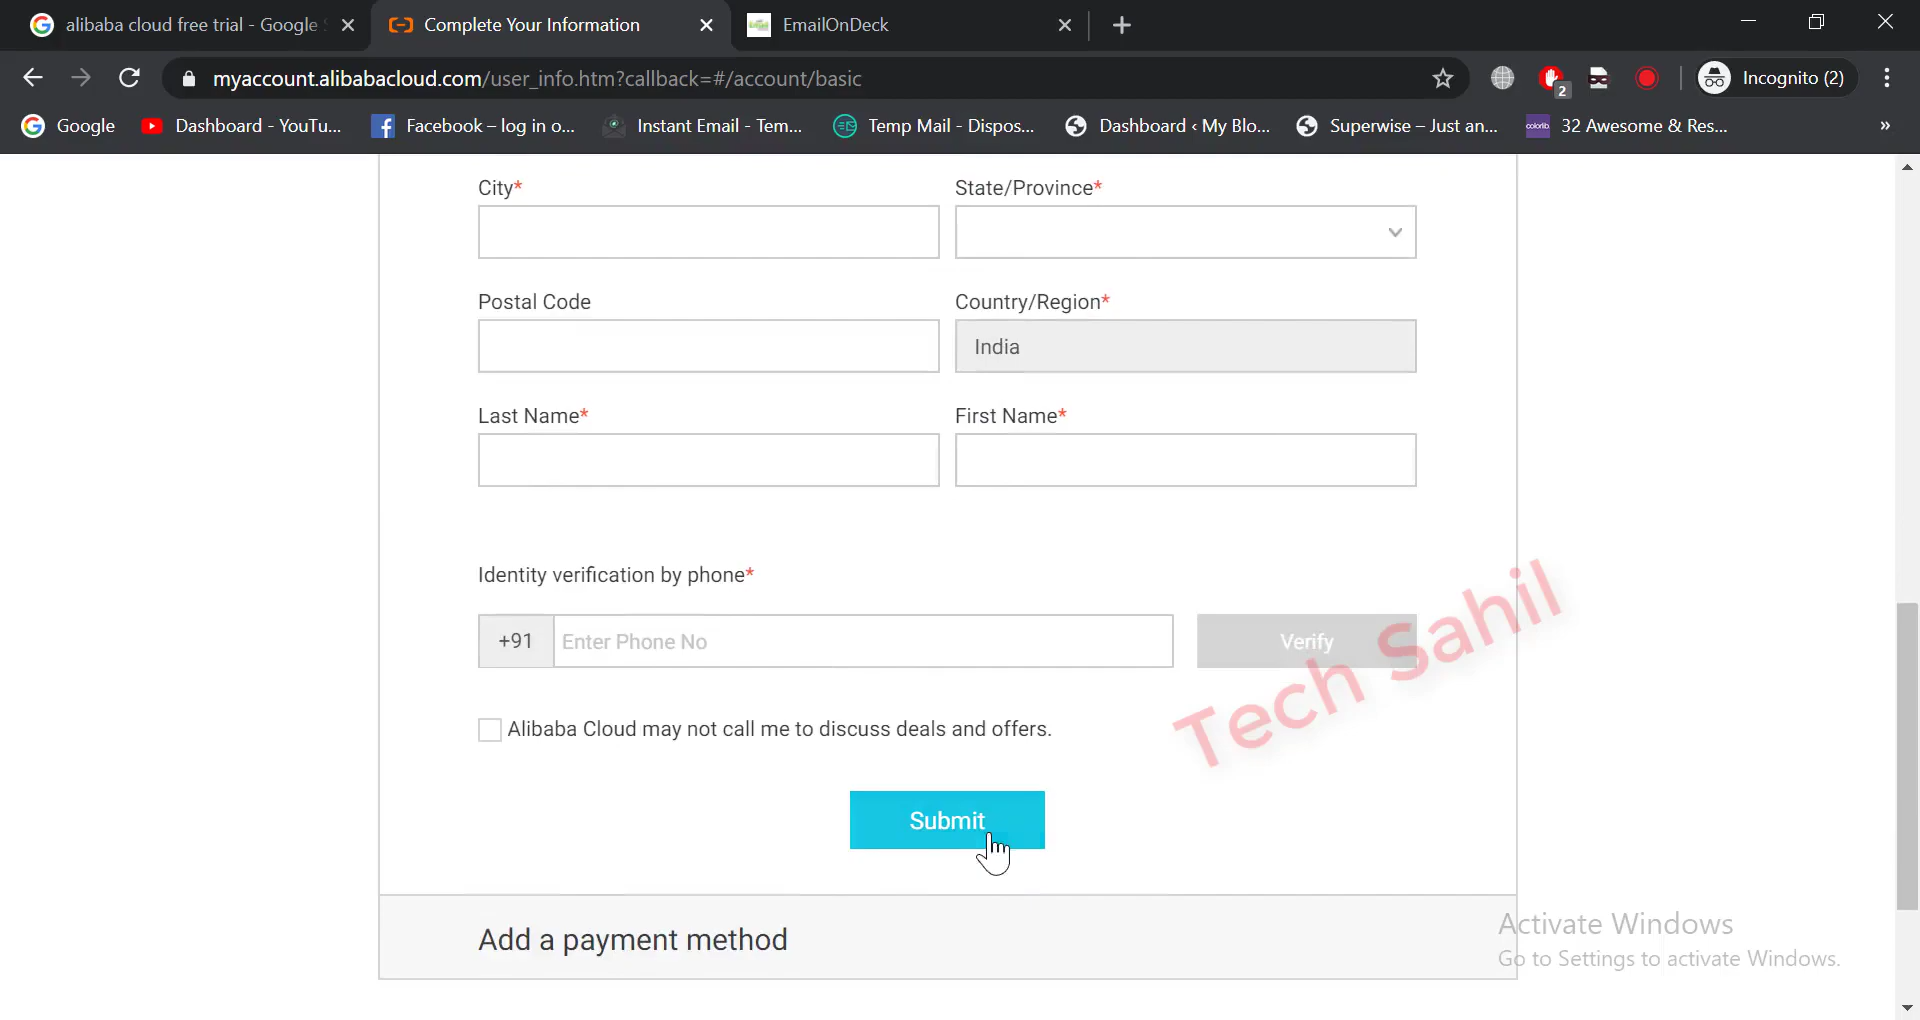 alibaba cloud free trial - Google
Complete Your Information
EmailOnDeck
myaccount.alibabacloud.com/user_info.htm?callback=#/account/basic
2
Incognito (2)
Google
Dashboard - YouTu...
Facebook – log in o...
Instant Email - Tem...
Temp Mail - Dispos...
Dashboard ‹ My Blo...
Superwise – Just an...
colorlib
32 Awesome & Res...
»
City*
State/Province*
Postal Code
Country/Region*
India
Last Name*
First Name*
Identity verification by phone*
+91
Enter Phone No
Verify
Tech Sahil
Alibaba Cloud may not call me to discuss deals and offers.
Submit
Add a payment method
Activate Windows
Go to Settings to activate Windows.